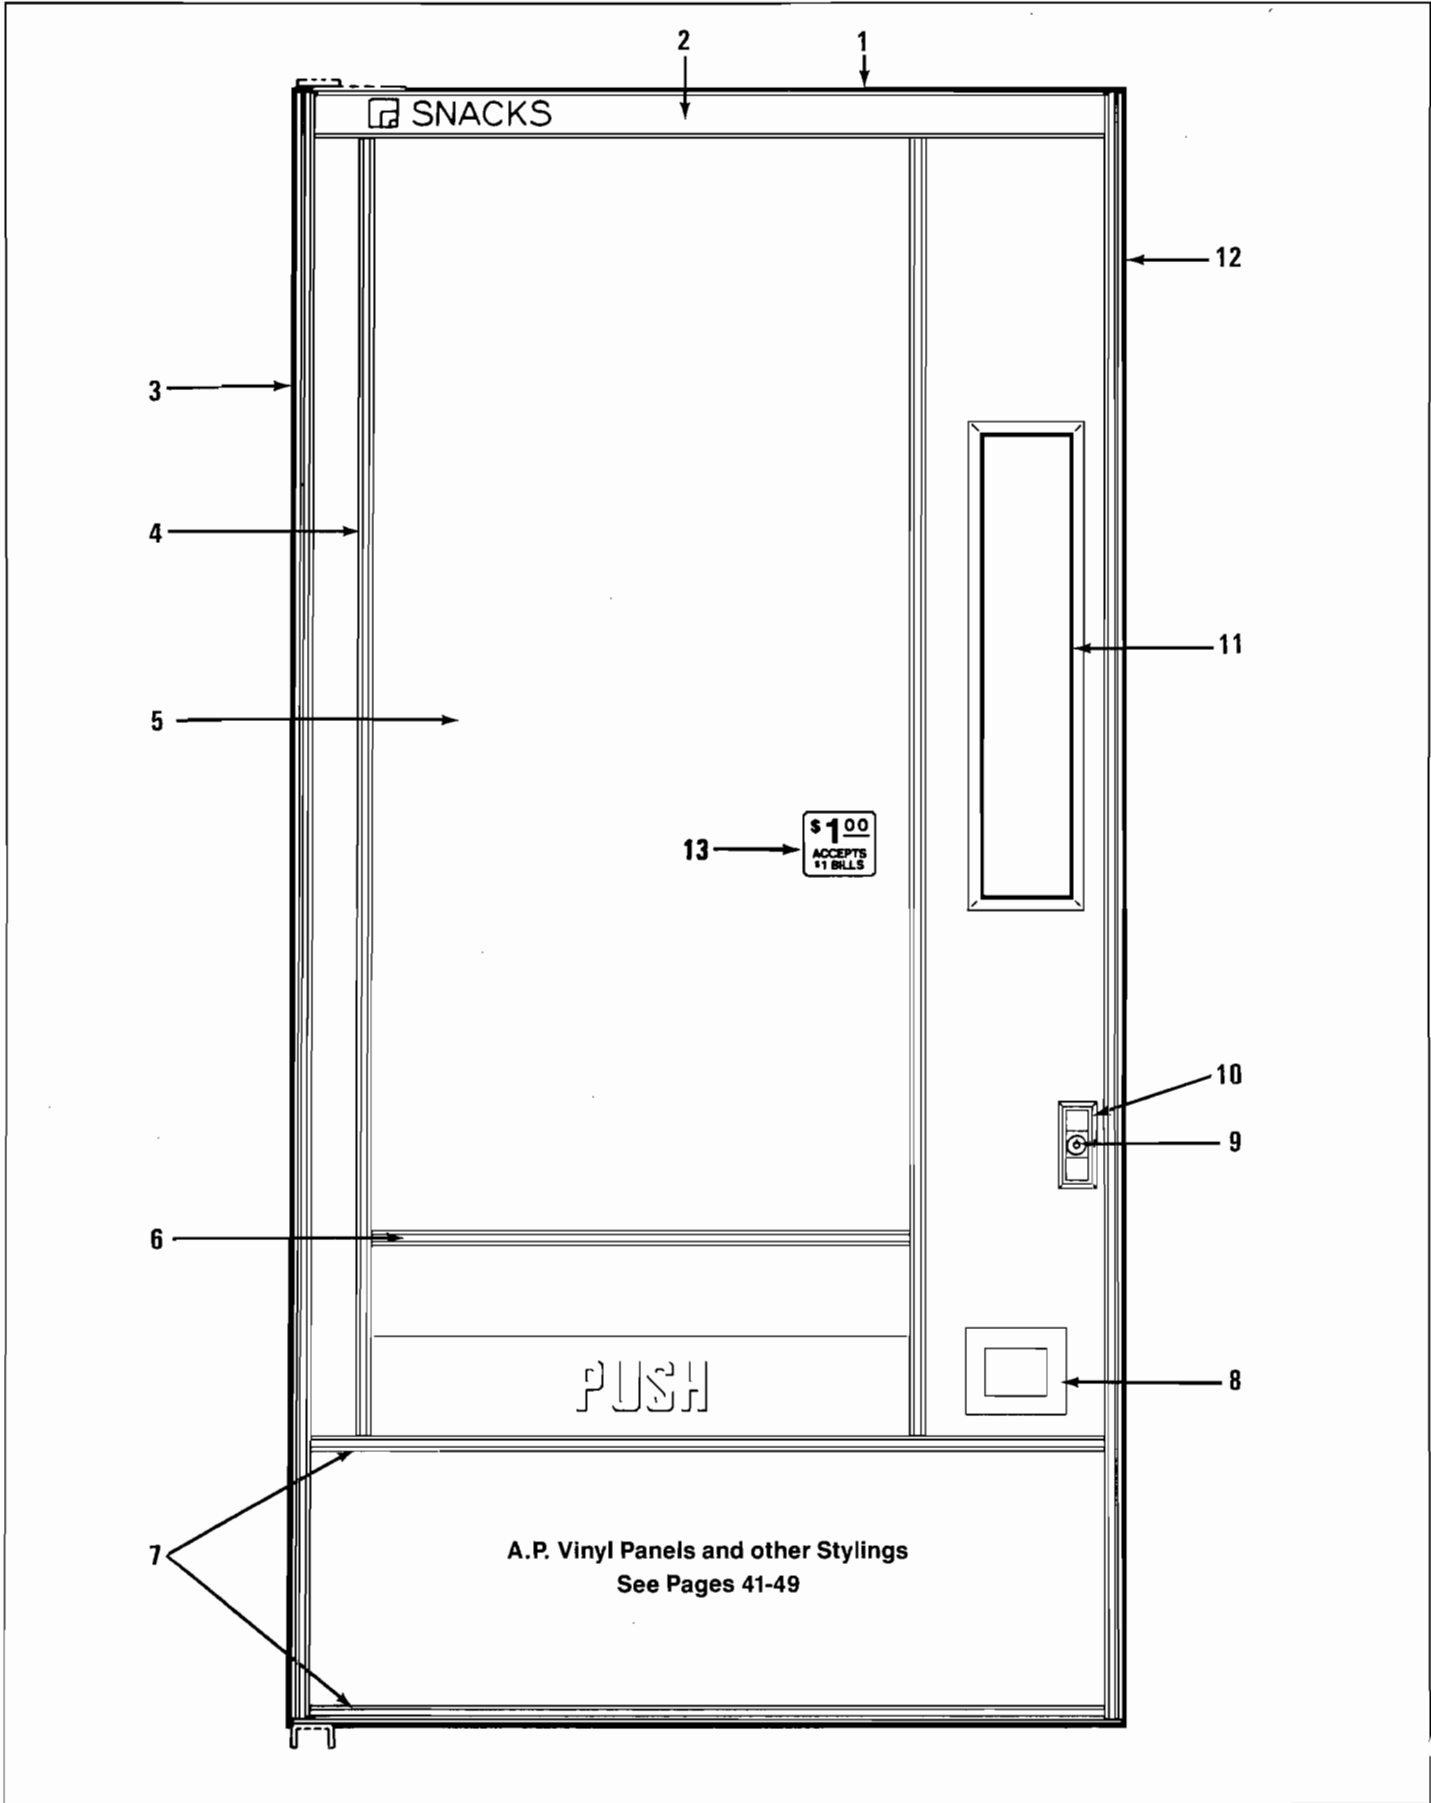 2
1
SNACKS
12
3
4
11
5
$1.00
13
ACCEPTS
$1 BILLS
10
9
6
PUSH
8
7
A.P. Vinyl Panels and other Stylings
See Pages 41-49